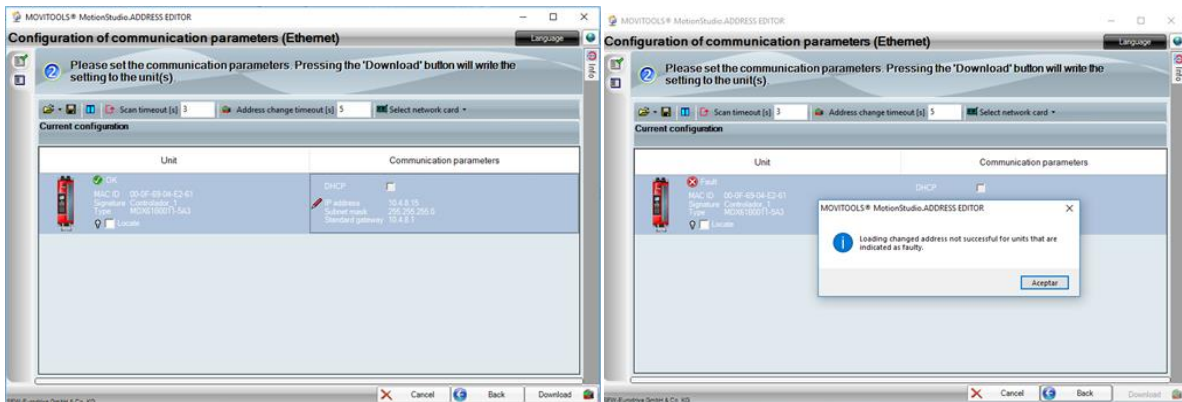 MOVITOOLS® MotionStudio.ADDRESS EDITOR
Configuration of communication parameters (Ethernet)
Language
Please set the communication parameters. Pressing the 'Download' button will write the
setting to the unit(s).
Info
Scan timeout [s] 3
Address change timeout [s] 5
Select network card
Current configuration
Unit
Communication parameters
OK
MAC ID 00-0F-69-04-E2-61
Signature Controlador_1
Locate
DHCP
IP address 10.4.8.15
Subnet mask 255.255.255.0
Standard gateway 10.4.8.1
Cancel
Back
Download
MOVITOOLS® MotionStudio.ADDRESS EDITOR
Configuration of communication parameters (Ethernet)
Language
Please set the communication parameters. Pressing the 'Download' button will write the
setting to the unit(s).
Info
Scan timeout [s] 3
Address change timeout [s] 5
Select network card
Current configuration
Unit
Communication parameters
Fault
MAC ID 00-0F-69-04-E2-61
Signature Controlador_1
Locate
DHCP
MOVITOOLS® MotionStudio.ADDRESS EDITOR
Loading changed address not successful for units that are
indicated as faulty.
Aceptar
Cancel
Back
Download